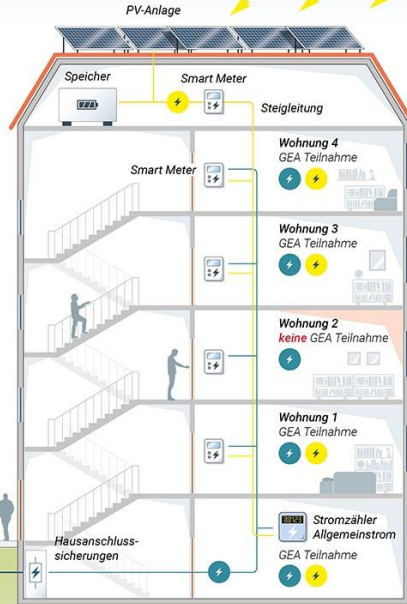 PV-Anlage
Speicher
Smart Meter
Steigleitung
Smart Meter
Wohnung 4
GEA Teilnahme
Wohnung 3
GEA Teilnahme
Wohnung 2
keine GEA Teilnahme
Wohnung 1
GEA Teilnahme
Stromzähler
Allgemeinstrom
GEA Teilnahme
Hausanschluss-
sicherungen